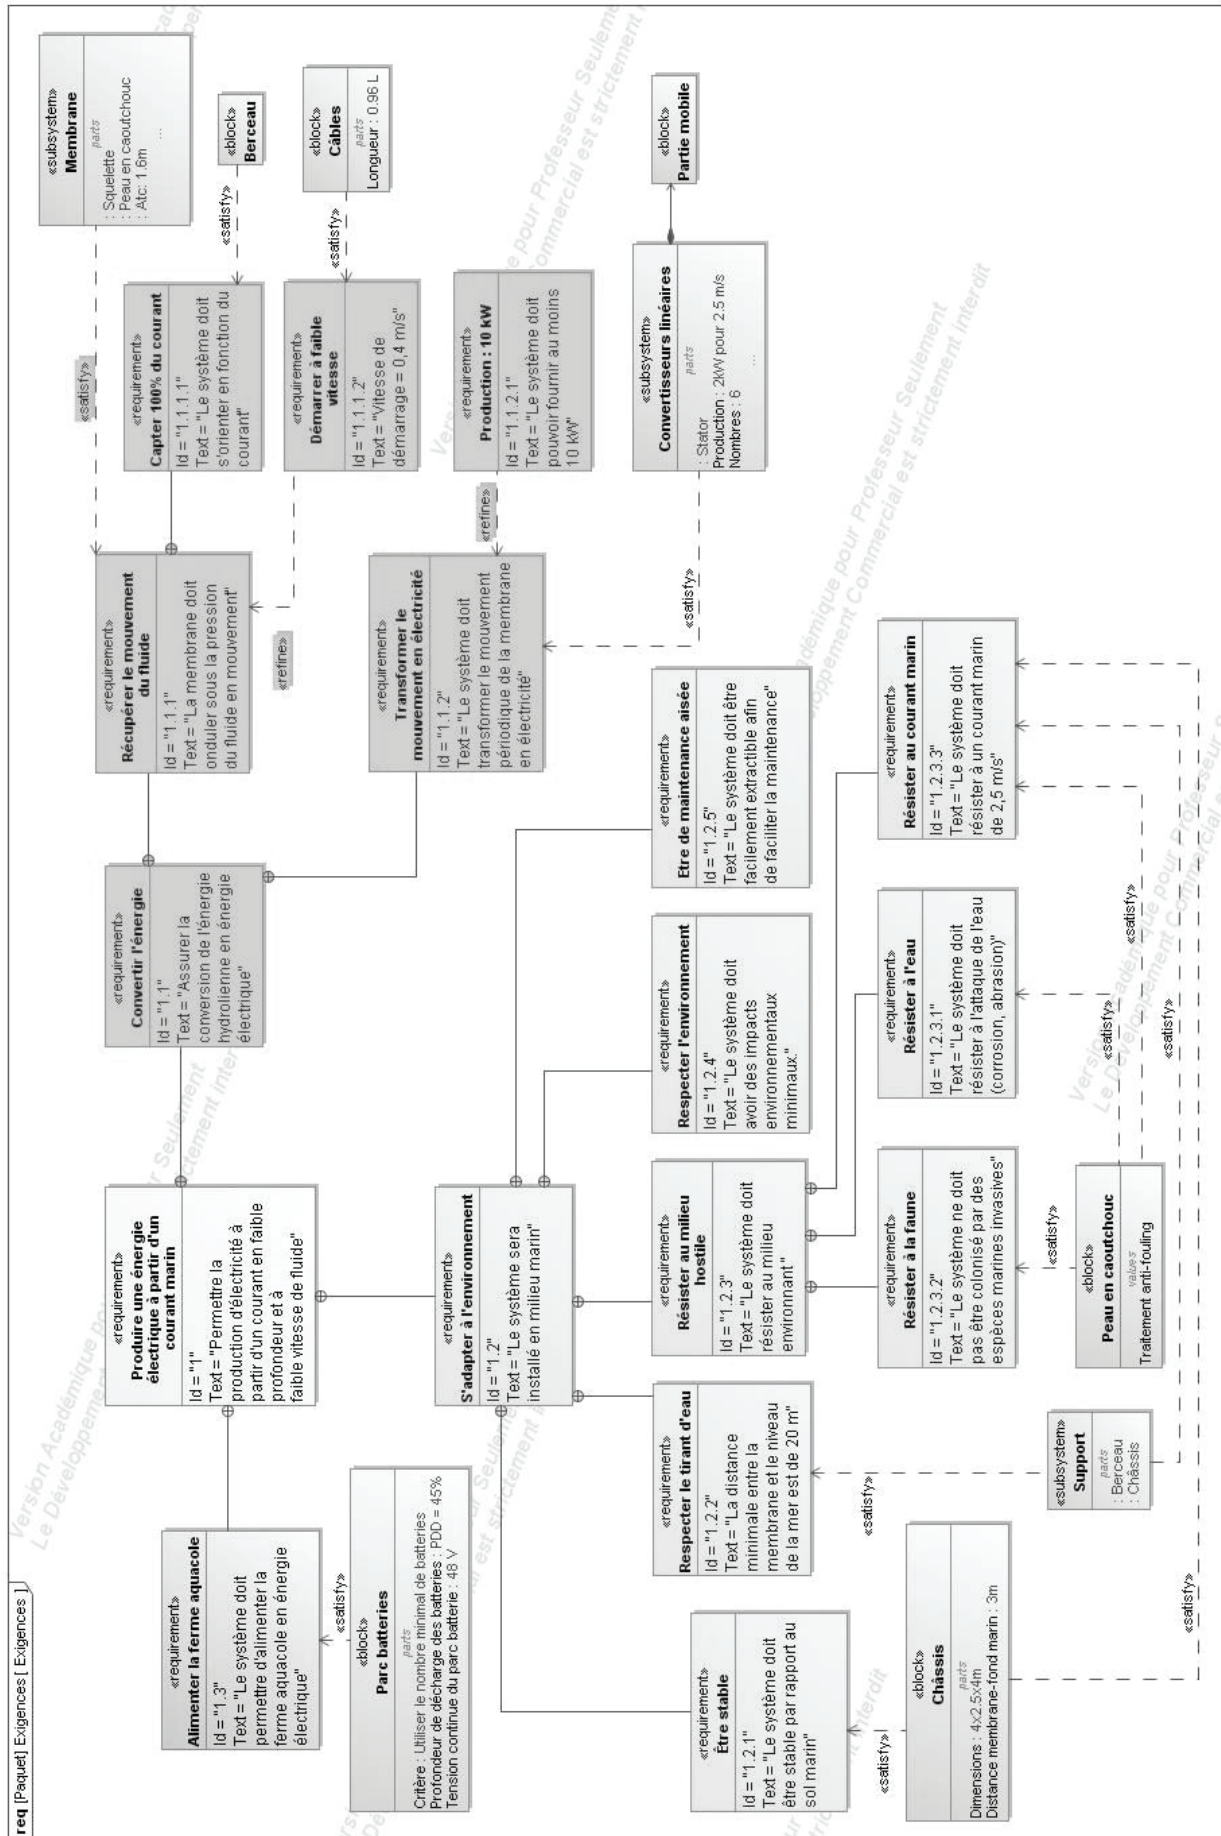 req [Paquet] Exigences [ Exigences ]
«requirement»
Alimenter la ferme aquacole
Id = "1.3"
Text = "Le système doit
permettre d'alimenter la
ferme aquacole en énergie
électrique"
«satisfy»
«block»
Parc batteries
parts
Critère : Utiliser le nombre minimal de batteries
Profondeur de décharge des batteries : PDD = 45%
Tension continue du parc batterie : 48 V
«requirement»
Produire une énergie
électrique à partir d'un
courant marin
Id = "1"
Text = "Permettre la
production d'électricité à
partir d'un courant en faible
profondeur et à
faible vitesse de fluide"
«requirement»
Convertir l'énergie
Id = "1.1"
Text = "Assurer la
conversion de l'énergie
hydrolienne en énergie
électrique"
«requirement»
Récupérer le mouvement
du fluide
Id = "1.1.1"
Text = "La membrane doit
onduler sous la pression
du fluide en mouvement"
«satisfy»
«subsystem»
Membrane
parts
: Squelette
: Peau en caoutchouc
: Atc: 1.6m
...
«requirement»
Capter 100% du courant
Id = "1.1.1.1"
Text = "Le système doit
s'orienter en fonction du
courant"
«satisfy»
«block»
Berceau
«refine»
«requirement»
Démarrer à faible
vitesse
Id = "1.1.1.2"
Text = "Vitesse de
démarrage = 0,4 m/s"
«satisfy»
«block»
Câbles
parts
Longueur : 0.96 L
«requirement»
Transformer le
mouvement en électricité
Id = "1.1.2"
Text = "Le système doit
transformer le mouvement
périodique de la membrane
en électricité"
«refine»
«requirement»
Production : 10 kW
Id = "1.1.2.1"
Text = "Le système doit
pouvoir fournir au moins
10 kW"
«satisfy»
«subsystem»
Convertisseurs linéaires
parts
: Stator
Production : 2kW pour 2.5 m/s
Nombres : 6
...
«block»
Partie mobile
«requirement»
S'adapter à l'environnement
Id = "1.2"
Text = "Le système sera
installé en milieu marin"
«requirement»
Être stable
Id = "1.2.1"
Text = "Le système doit
être stable par rapport au
sol marin"
«satisfy»
«block»
Châssis
parts
Dimensions : 4x2.5x4m
Distance membrane-fond marin : 3m
«satisfy»
«requirement»
Respecter le tirant d'eau
Id = "1.2.2"
Text = "La distance
minimale entre la
membrane et le niveau
de la mer est de 20 m"
«satisfy»
«subsystem»
Support
parts
: Berceau
: Châssis
«satisfy»
«requirement»
Résister au milieu
hostile
Id = "1.2.3"
Text = "Le système doit
résister au milieu
environnant"
«requirement»
Respecter l'environnement
Id = "1.2.4"
Text = "Le système doit
avoir des impacts
environnementaux
minimaux."
«requirement»
Etre de maintenance aisée
Id = "1.2.5"
Text = "Le système doit être
facilement extractible afin
de faciliter la maintenance"
«requirement»
Résister à la faune
Id = "1.2.3.2"
Text = "Le système ne doit
pas être colonisé par des
espèces marines invasives"
«satisfy»
«block»
Peau en caoutchouc
values
Traitement anti-fouling
«satisfy»
«satisfy»
«requirement»
Résister à l'eau
Id = "1.2.3.1"
Text = "Le système doit
résister à l'attaque de l'eau
(corrosion, abrasion)"
«requirement»
Résister au courant marin
Id = "1.2.3.3"
Text = "Le système doit
résister à un courant marin
de 2,5 m/s"